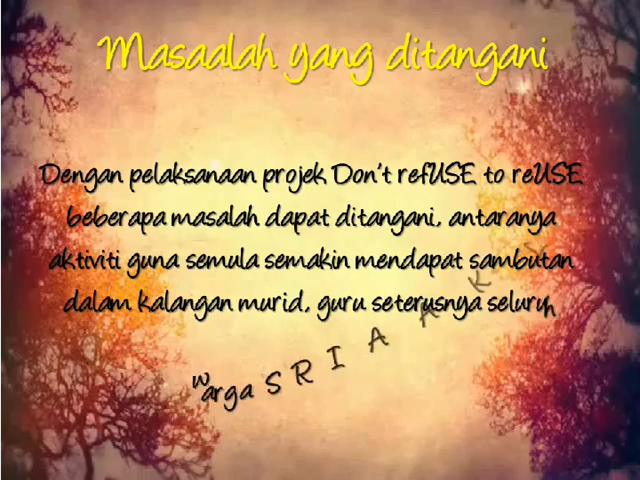 Masaalah yang ditangani
Dengan pelaksanaan projek Don't refUSE to reUSE
beberapa masalah dapat ditangani, antaranya
aktiviti guna semula semakin mendapat sambutan
dalam kalangan murid, guru seterusnya seluruh
warga SRIAAK